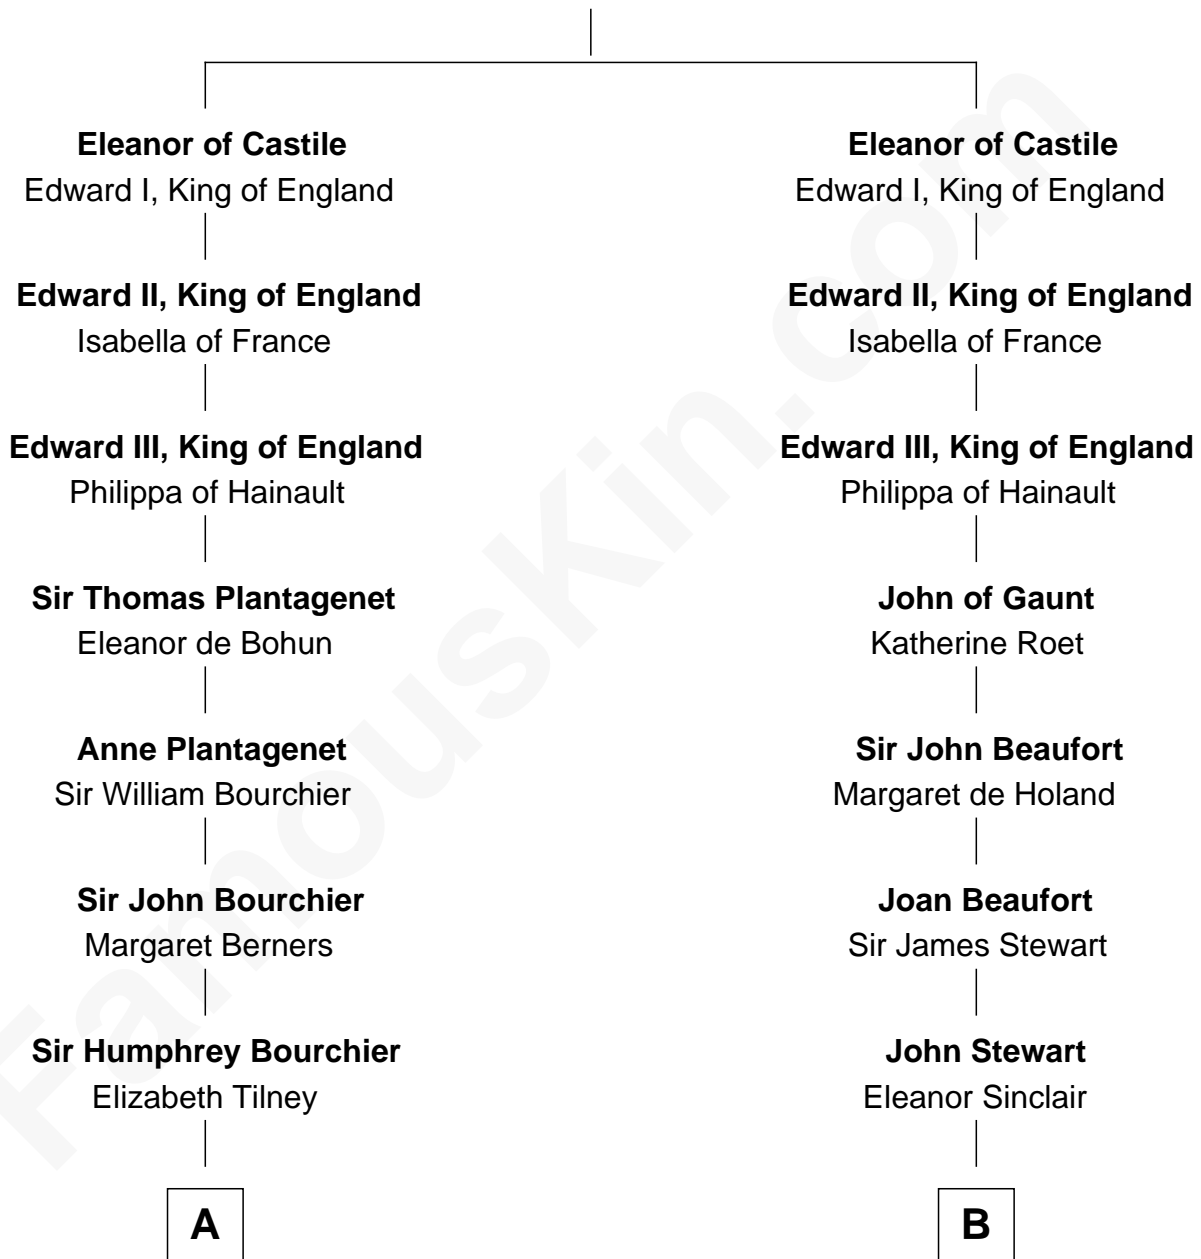 Eleanor of Castile
Edward I, King of England
Edward II, King of England
Isabella of France
Edward III, King of England
Philippa of Hainault
Sir Thomas Plantagenet
Eleanor de Bohun
Anne Plantagenet
Sir William Bourchier
Sir John Bourchier
Margaret Berners
Sir Humphrey Bourchier
Elizabeth Tilney
A
Eleanor of Castile
Edward I, King of England
Edward II, King of England
Isabella of France
Edward III, King of England
Philippa of Hainault
John of Gaunt
Katherine Roet
Sir John Beaufort
Margaret de Holand
Joan Beaufort
Sir James Stewart
John Stewart
Eleanor Sinclair
B
FamousKin.com